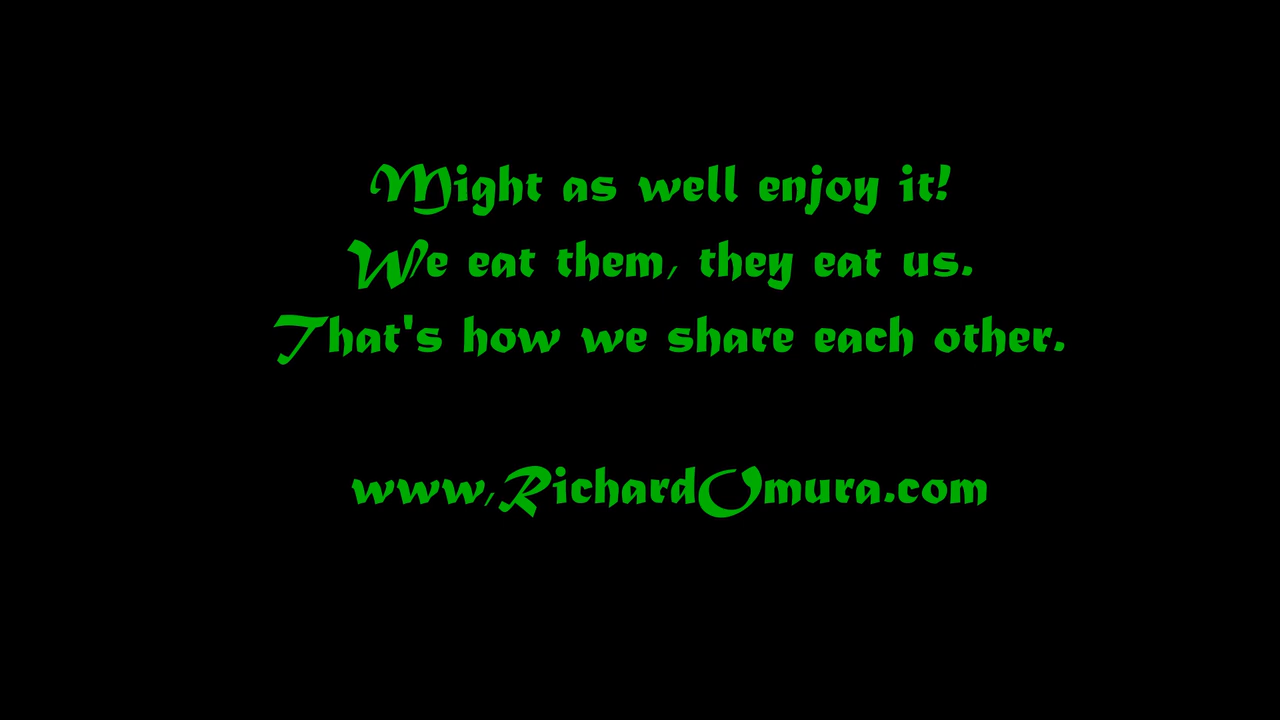 Might as well enjoy it!
We eat them, they eat us.
That's how we share each other.
www,RichardOmura.com